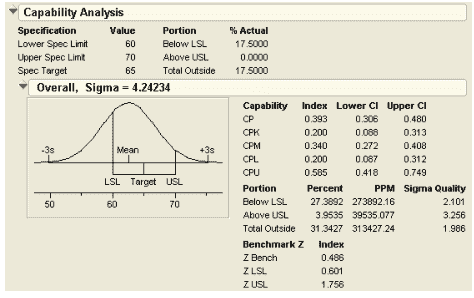 Capability Analysis
Specification Value Portion % Actual
Lower Spec Limit 60 Below LSL 17.5000
Upper Spec Limit 70 Above USL 0.0000
Spec Target 65 Total Outside 17.5000
Overall, Sigma = 4.24234
-3s Mean +3s
LSL Target USL
50 60 70
Capability Index Lower CI Upper CI
CP 0.393 0.306 0.480
CPK 0.200 0.088 0.313
CPM 0.340 0.272 0.408
CPL 0.200 0.087 0.312
CPU 0.585 0.418 0.749
Portion Percent PPM Sigma Quality
Below LSL 27.3892 273892.16 2.101
Above USL 3.9535 39535.077 3.256
Total Outside 31.3427 313427.24 1.986
Benchmark Z Index
Z Bench 0.486
Z LSL 0.601
Z USL 1.756